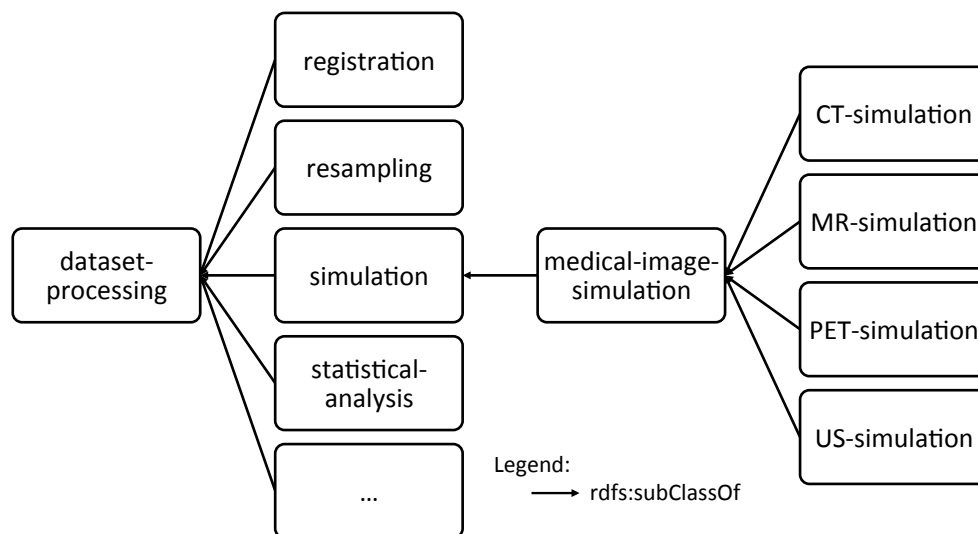 registration
resampling
dataset-
processing
simulation
statistical-
analysis
...
medical-image-
simulation
CT-simulation
MR-simulation
PET-simulation
US-simulation
Legend:
rdfs:subClassOf